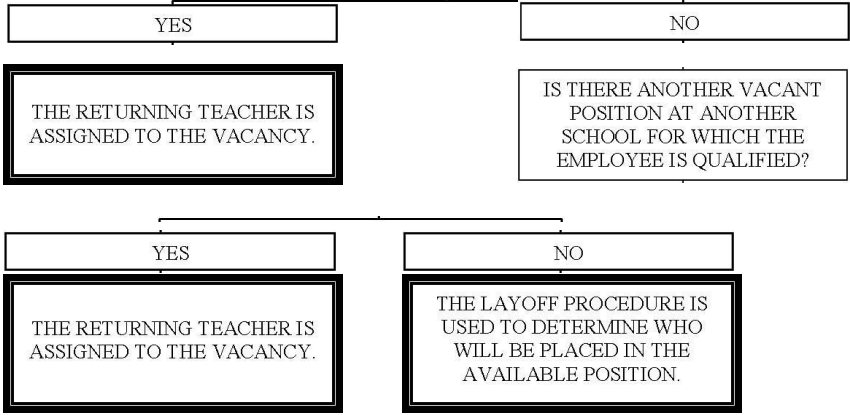 YES
NO
THE RETURNING TEACHER IS
ASSIGNED TO THE VACANCY.
IS THERE ANOTHER VACANT
POSITION AT ANOTHER
SCHOOL FOR WHICH THE
EMPLOYEE IS QUALIFIED?
YES
NO
THE RETURNING TEACHER IS
ASSIGNED TO THE VACANCY.
THE LAYOFF PROCEDURE IS
USED TO DETERMINE WHO
WILL BE PLACED IN THE
AVAILABLE POSITION.